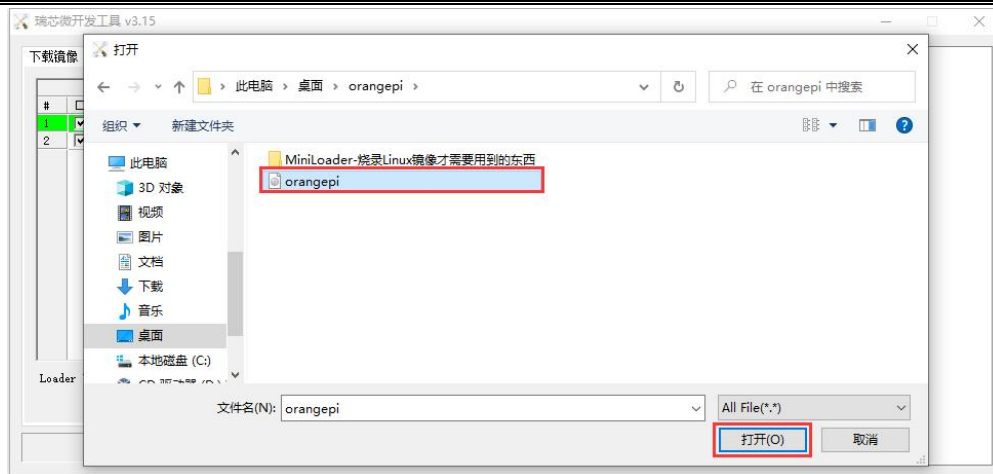 瑞芯微开发工具 v3.15
下载镜像
打开
此电脑 › 桌面 › orangepi ›
在 orangepi 中搜索
组织 新建文件夹
#
1
2
此电脑
3D 对象
视频
图片
文档
下载
音乐
桌面
本地磁盘 (C:)
MiniLoader-烧录Linux镜像才需要用到的东西
orangepi
Loader
文件名(N): orangepi
All File(*.*)
打开(O) 取消